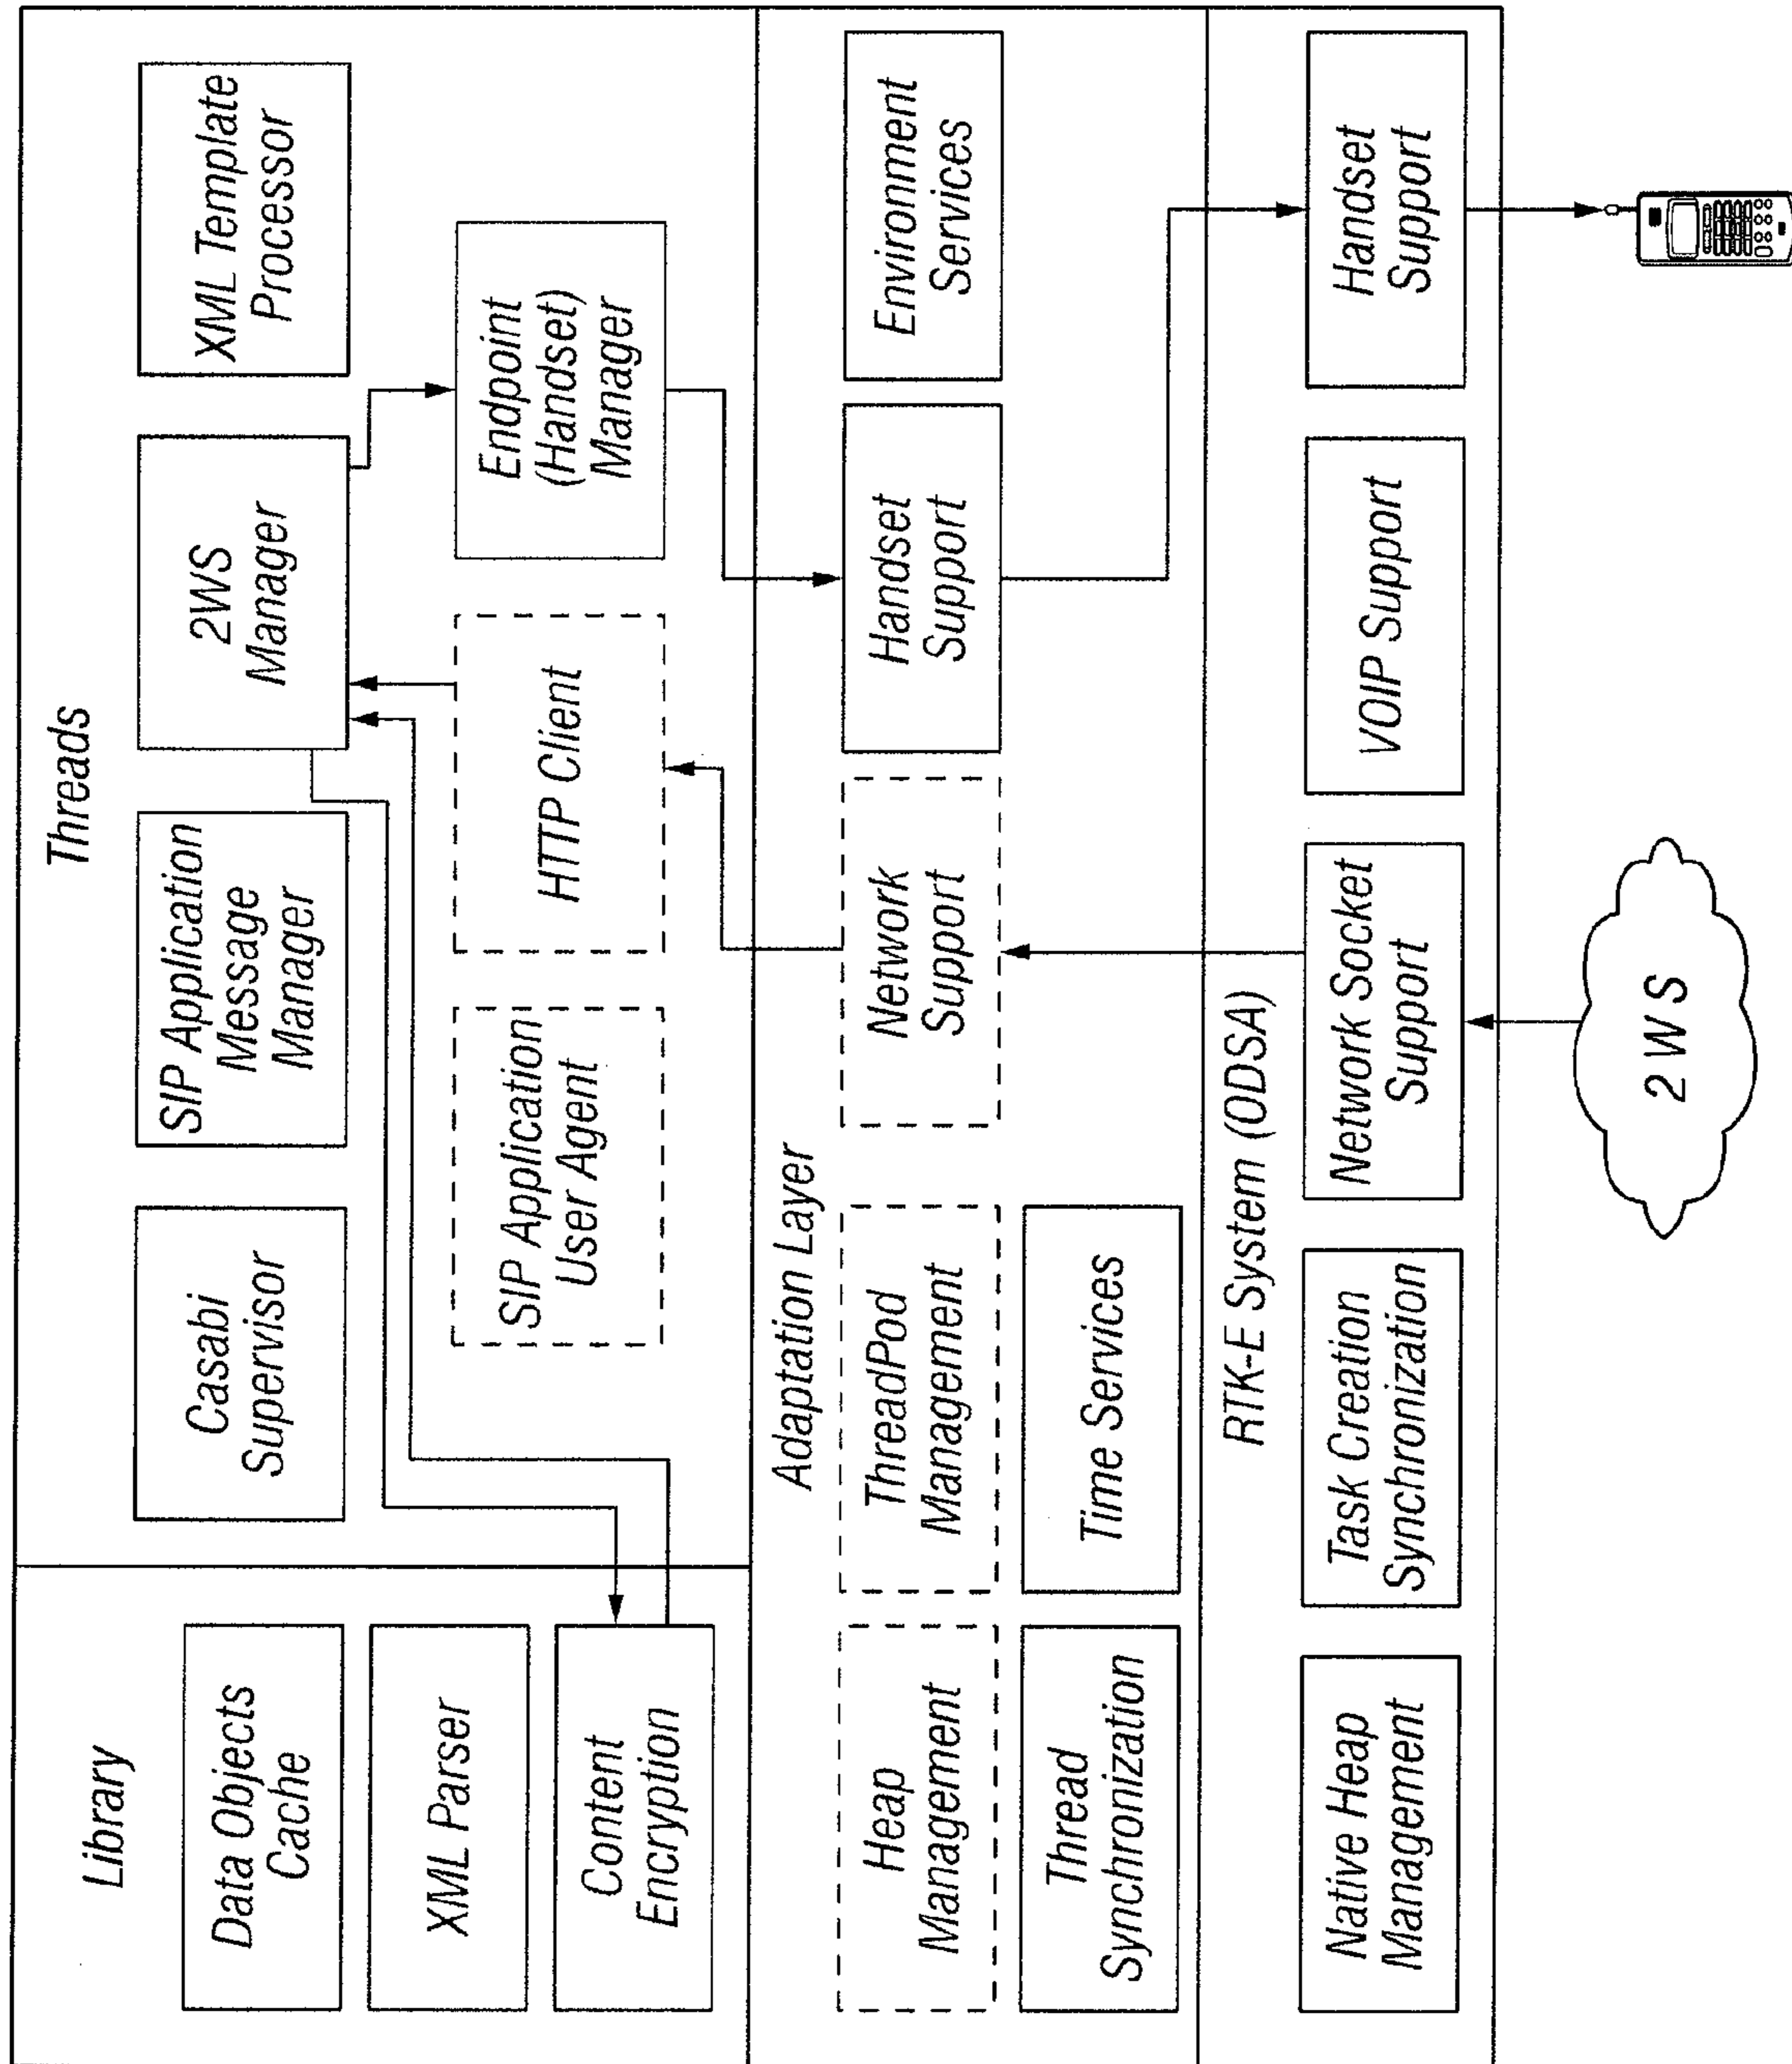 Library
Data Objects
Cache
XML Parser
Content
Encryption
Threads
Casabi
Supervisor
SIP Application
Message
Manager
2WS
Manager
XML Template
Processor
SIP Application
User Agent
HTTP Client
Endpoint
(Handset)
Manager
Adaptation Layer
Heap
Management
ThreadPod
Management
Network
Support
Handset
Support
Environment
Services
Thread
Synchronization
Time Services
RTK-E System (ODSA)
Native Heap
Management
Task Creation
Synchronization
Network Socket
Support
VOIP Support
Handset
Support
2 W S